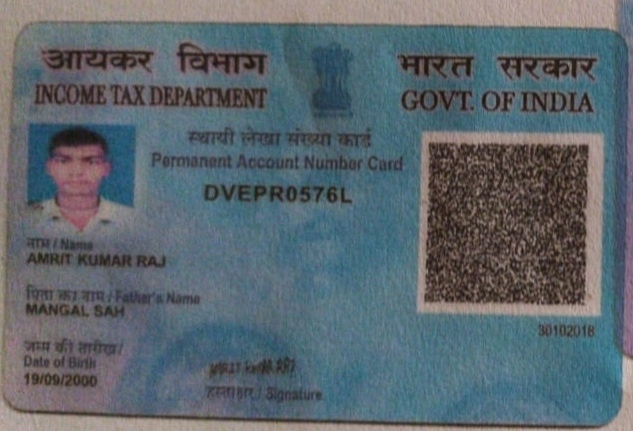 आयकर विभाग
INCOME TAX DEPARTMENT
भारत सरकार
GOVT. OF INDIA
स्थायी लेखा संख्या कार्ड
Permanent Account Number Card
DVEPR0576L
नाम / Name
AMRIT KUMAR RAJ
पिता का नाम / Father's Name
MANGAL SAH
जन्म की तारीख /
Date of Birth
19/09/2000
हस्ताक्षर / Signature
30102018